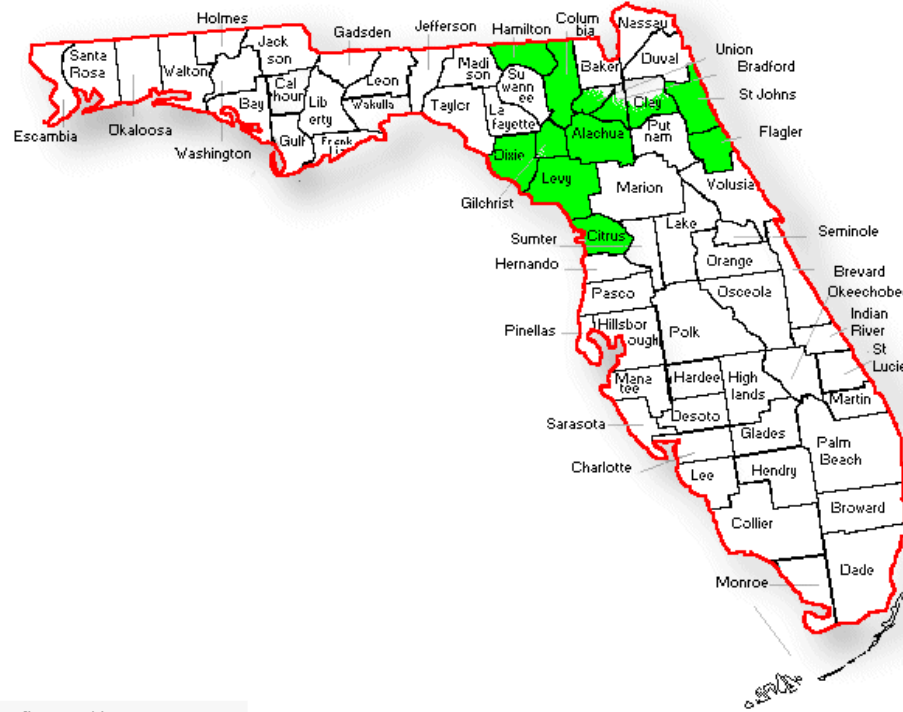 Holmes
Gadsden
Jefferson
Hamilton
Colum
bia
Nassau
Union
Bradford
St Johns
Flagler
Santa
Rosa
Walton
Jack
son
Leon
Madi
son
Baker
Duval
Cal
houn
Lib
erty
Wakulla
Taylor
Su
wann
ee
La
fayette
Clay
Bay
Gulf
Frank
lin
Alachua
Put
nam
Escambia
Okaloosa
Washington
Dixie
Gilchrist
Levy
Marion
Volusia
Citrus
Lake
Seminole
Sumter
Hernando
Orange
Brevard
Okeechobe
Pasco
Osceola
Indian
River
Pinellas
Hillsbor
ough
Polk
St
Lucie
Mana
tee
Hardee
High
lands
Martin
Sarasota
Desoto
Glades
Palm
Beach
Charlotte
Lee
Hendry
Broward
Collier
Monroe
Dade